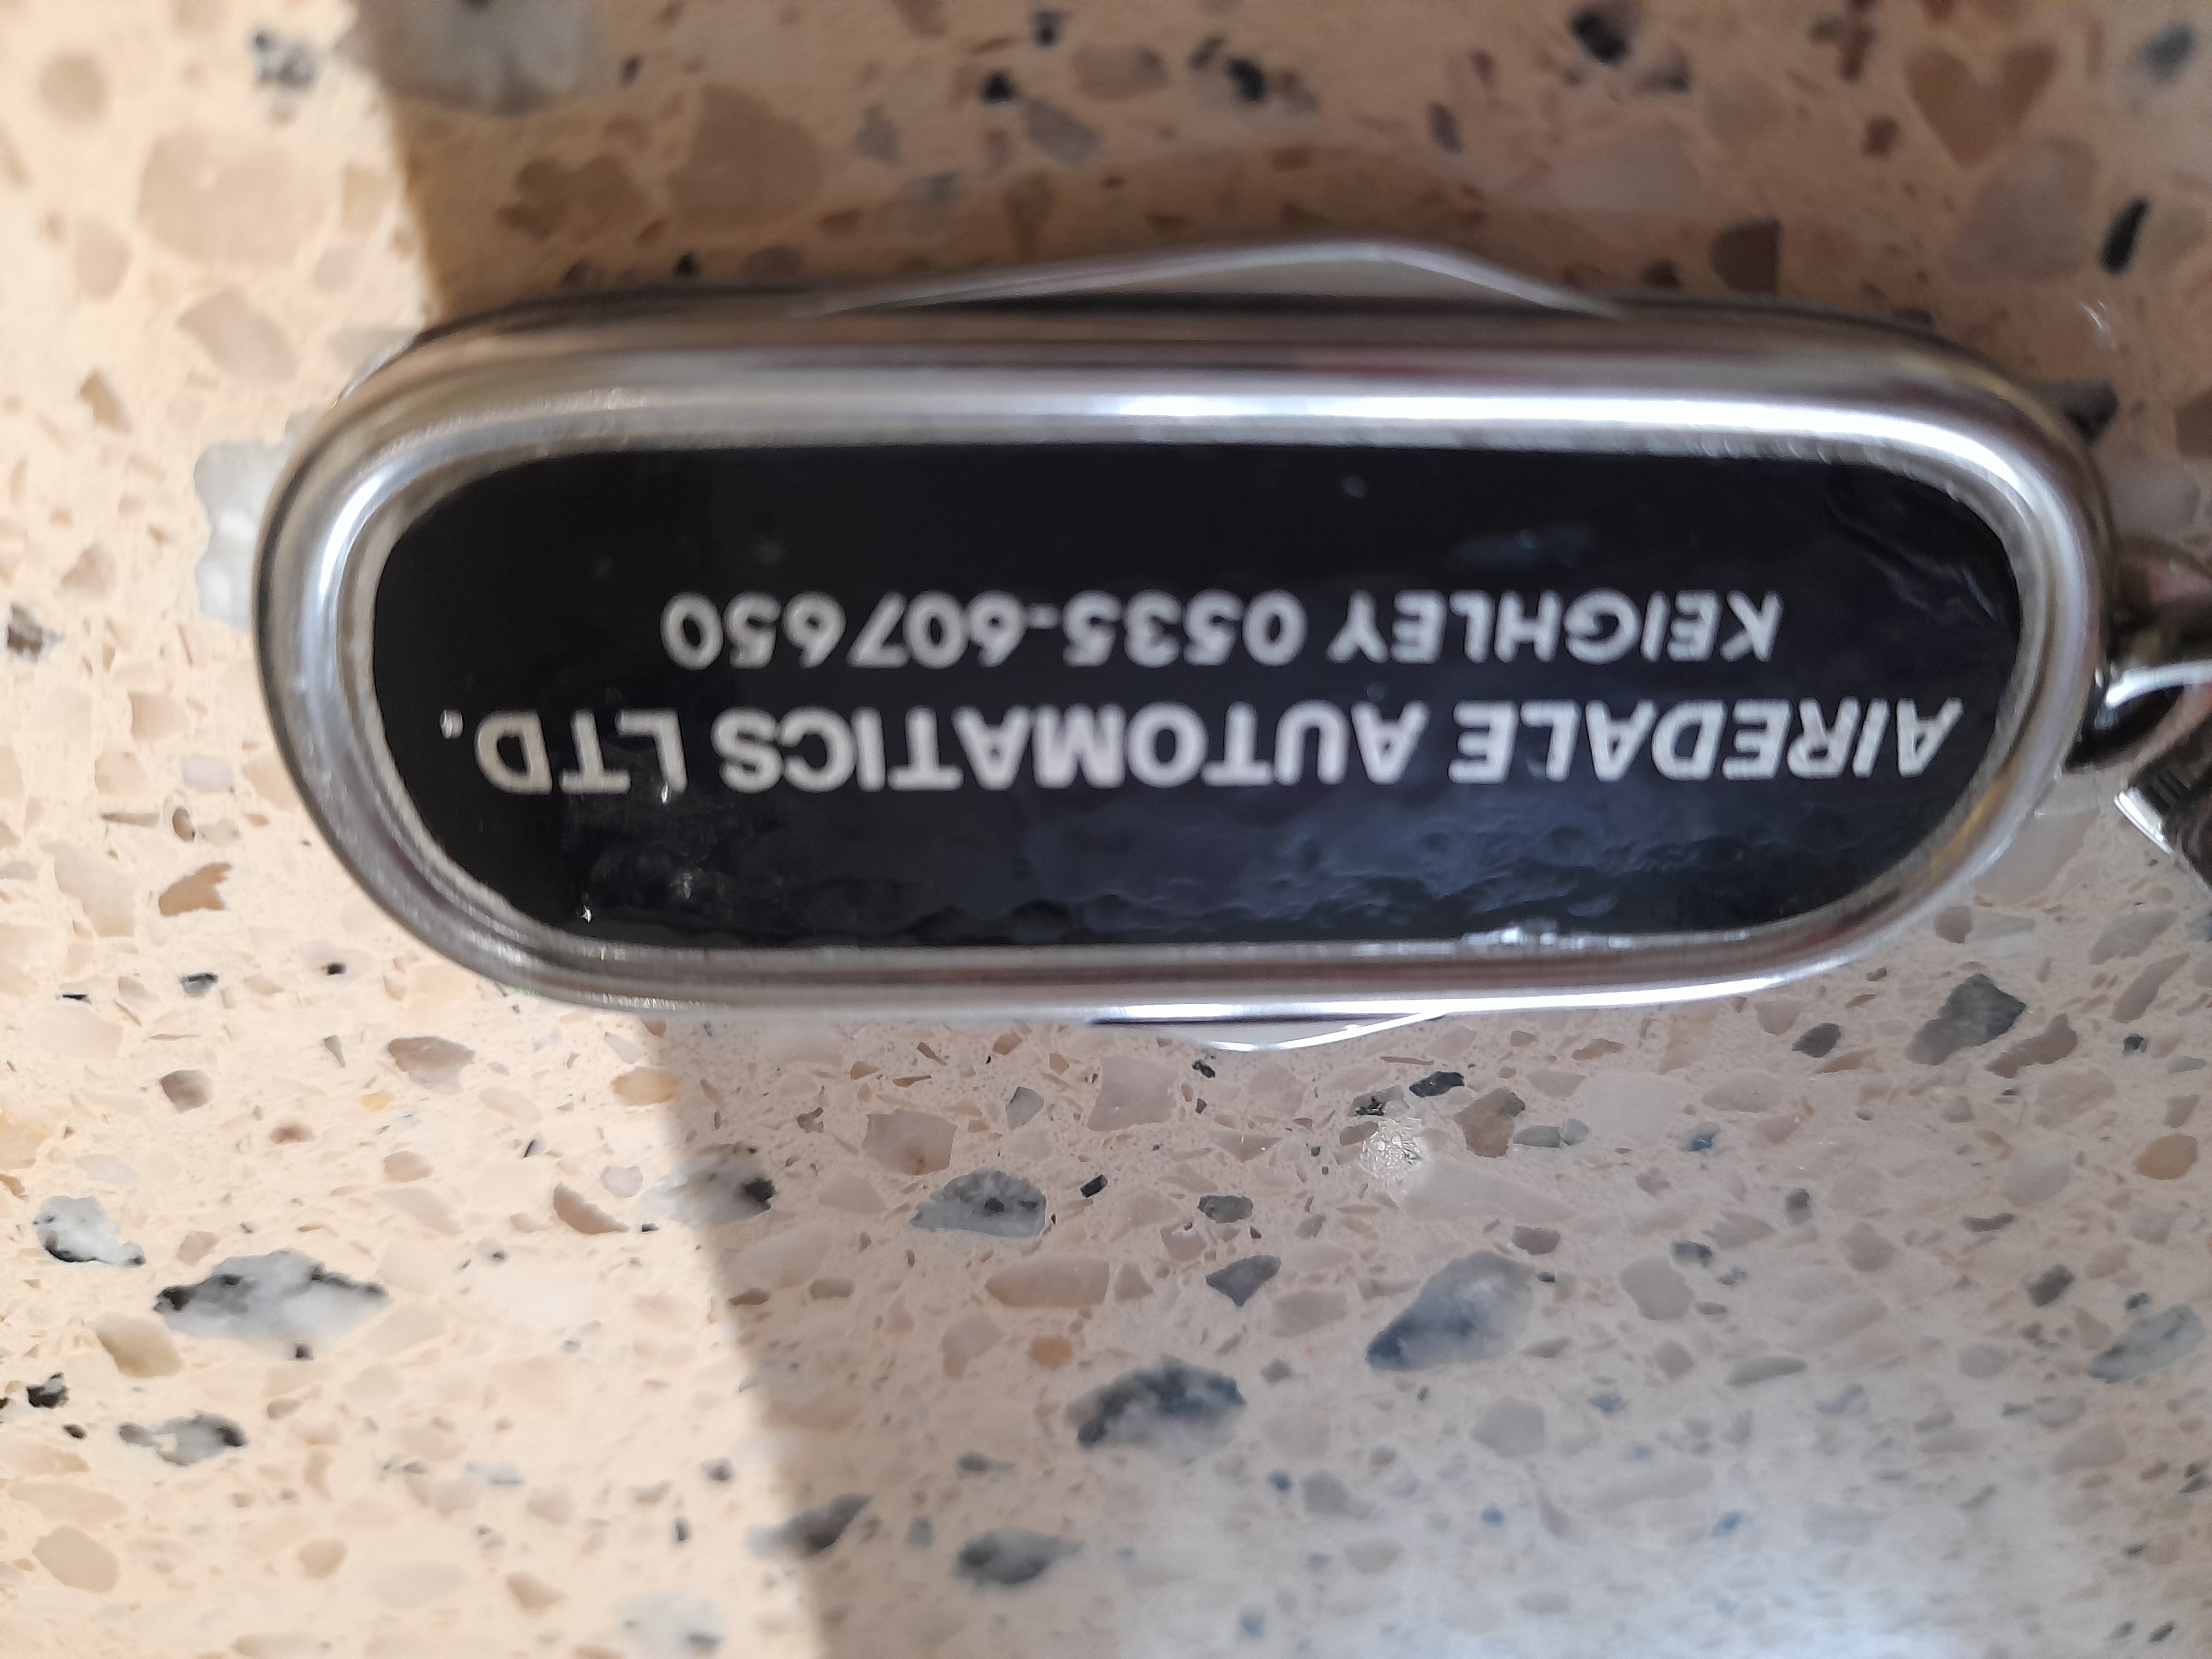 AIREDALE AUTOMATICS LTD.
KEIGHLEY 0535-607650